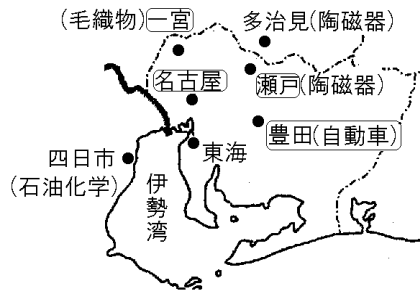 (毛織物)一宮
多治見(陶磁器)
名古屋
瀬戸(陶磁器)
豊田(自動車)
東海
四日市
(石油化学)
伊勢湾